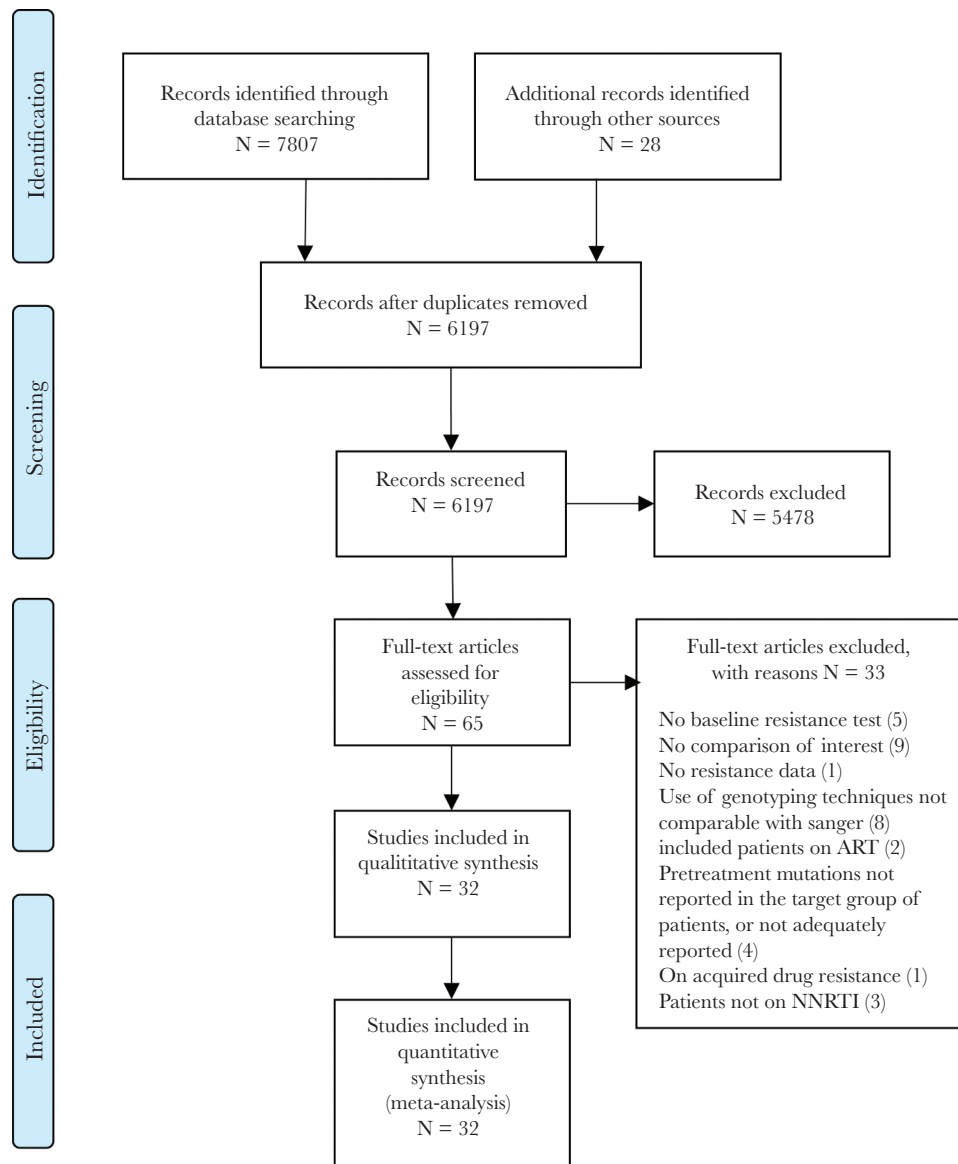 Identification
Records identified through
database searching
N = 7807
Additional records identified
through other sources
N = 28
Records after duplicates removed
N = 6197
Screening
Records screened
N = 6197
Records excluded
N = 5478
Eligibility
Full-text articles
assessed for
eligibility
N = 65
Full-text articles excluded,
with reasons N = 33
No baseline resistance test (5)
No comparison of interest (9)
No resistance data (1)
Use of genotyping techniques not
comparable with sanger (8)
included patients on ART (2)
Pretreatment mutations not
reported in the target group of
patients, or not adequately
reported (4)
On acquired drug resistance (1)
Patients not on NNRTI (3)
Studies included in
qualititative synthesis
N = 32
Included
Studies included in
quantitative
synthesis
(meta-analysis)
N = 32